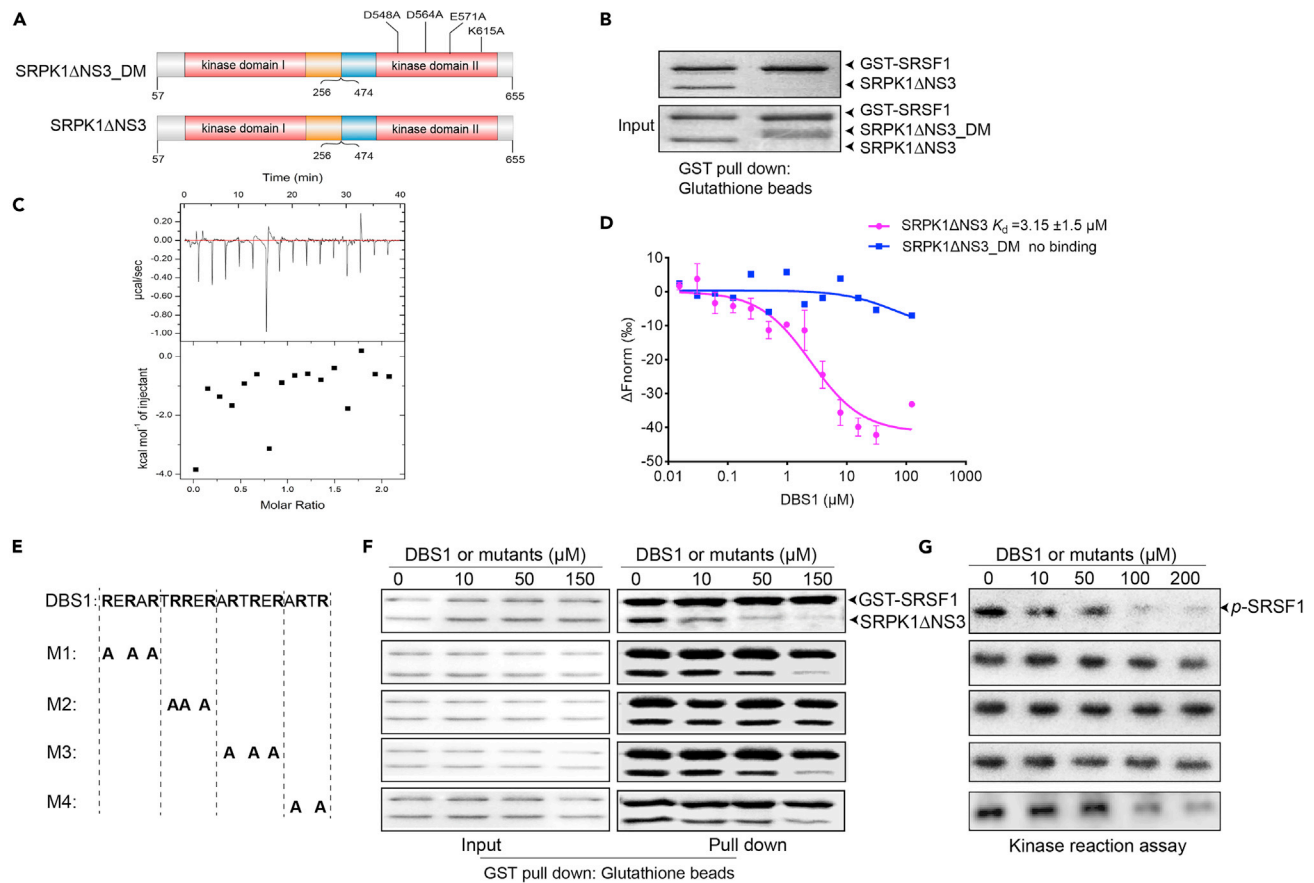 A
D548A
D564A
E571A
K615A
SRPK1ΔNS3_DM
kinase domain I
kinase domain II
57
256
474
655
SRPK1ΔNS3
kinase domain I
kinase domain II
57
256
474
655
B
GST-SRSF1
SRPK1ΔNS3
Input
GST-SRSF1
SRPK1ΔNS3_DM
SRPK1ΔNS3
GST pull down:
Glutathione beads
C
Time (min)
0 10 20 30 40
0.20
0.00
-0.20
-0.40
-0.60
-0.80
-1.00
µcal/sec
0.0
-2.0
-4.0
kcal mol⁻¹ of injectant
0.0 0.5 1.0 1.5 2.0
Molar Ratio
D
SRPK1ΔNS3 Kd =3.15 ±1.5 µM
SRPK1ΔNS3_DM no binding
10
0
-10
-20
-30
-40
-50
ΔFnorm (‰)
0.01 0.1 1 10 100 1000
DBS1 (µM)
E
DBS1: RERARTRRERARTRERARTR
M1: A A A
M2: AA A
M3: A A A
M4: A A
F
DBS1 or mutants (µM) DBS1 or mutants (µM)
0 10 50 150 0 10 50 150
GST-SRSF1
SRPK1ΔNS3
Input Pull down
GST pull down: Glutathione beads
G
DBS1 or mutants (µM)
0 10 50 100 200
p-SRSF1
Kinase reaction assay